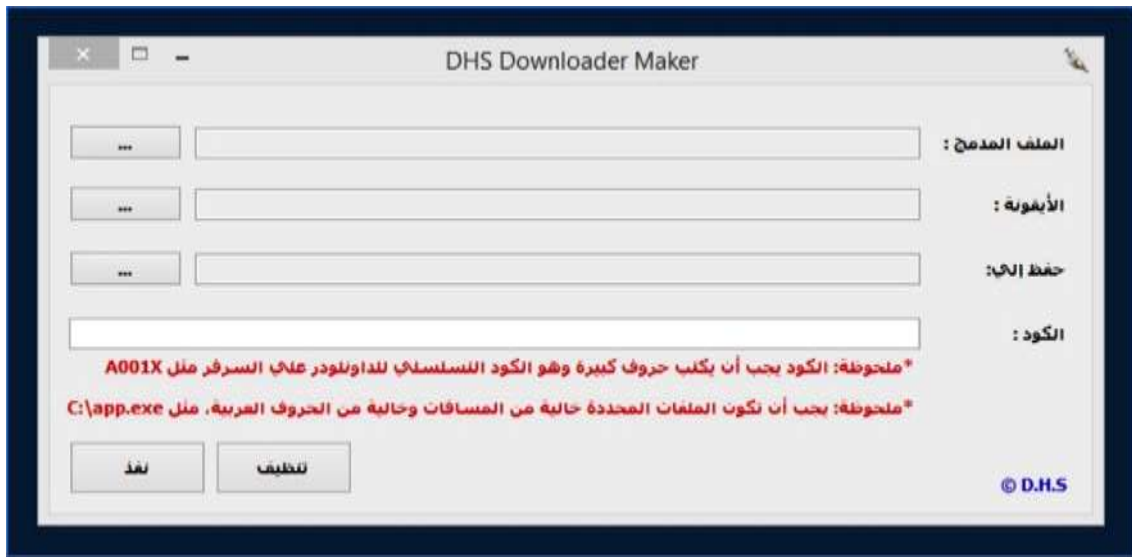 DHS Downloader Maker
الملف المدمج :
...
الأيقونة :
...
حفظ إلي:
...
الكود :
*ملحوظة: الكود يجب أن يكتب حروف كبيرة وهو الكود التسلسلي للداونلودر علي السرفر مثل A001X
*ملحوظة: يجب أن تكون الملفات المحددة خالية من المسافات وخالية من الحروف العربية، مثل C:\app.exe
تنظيف
نفذ
© D.H.S